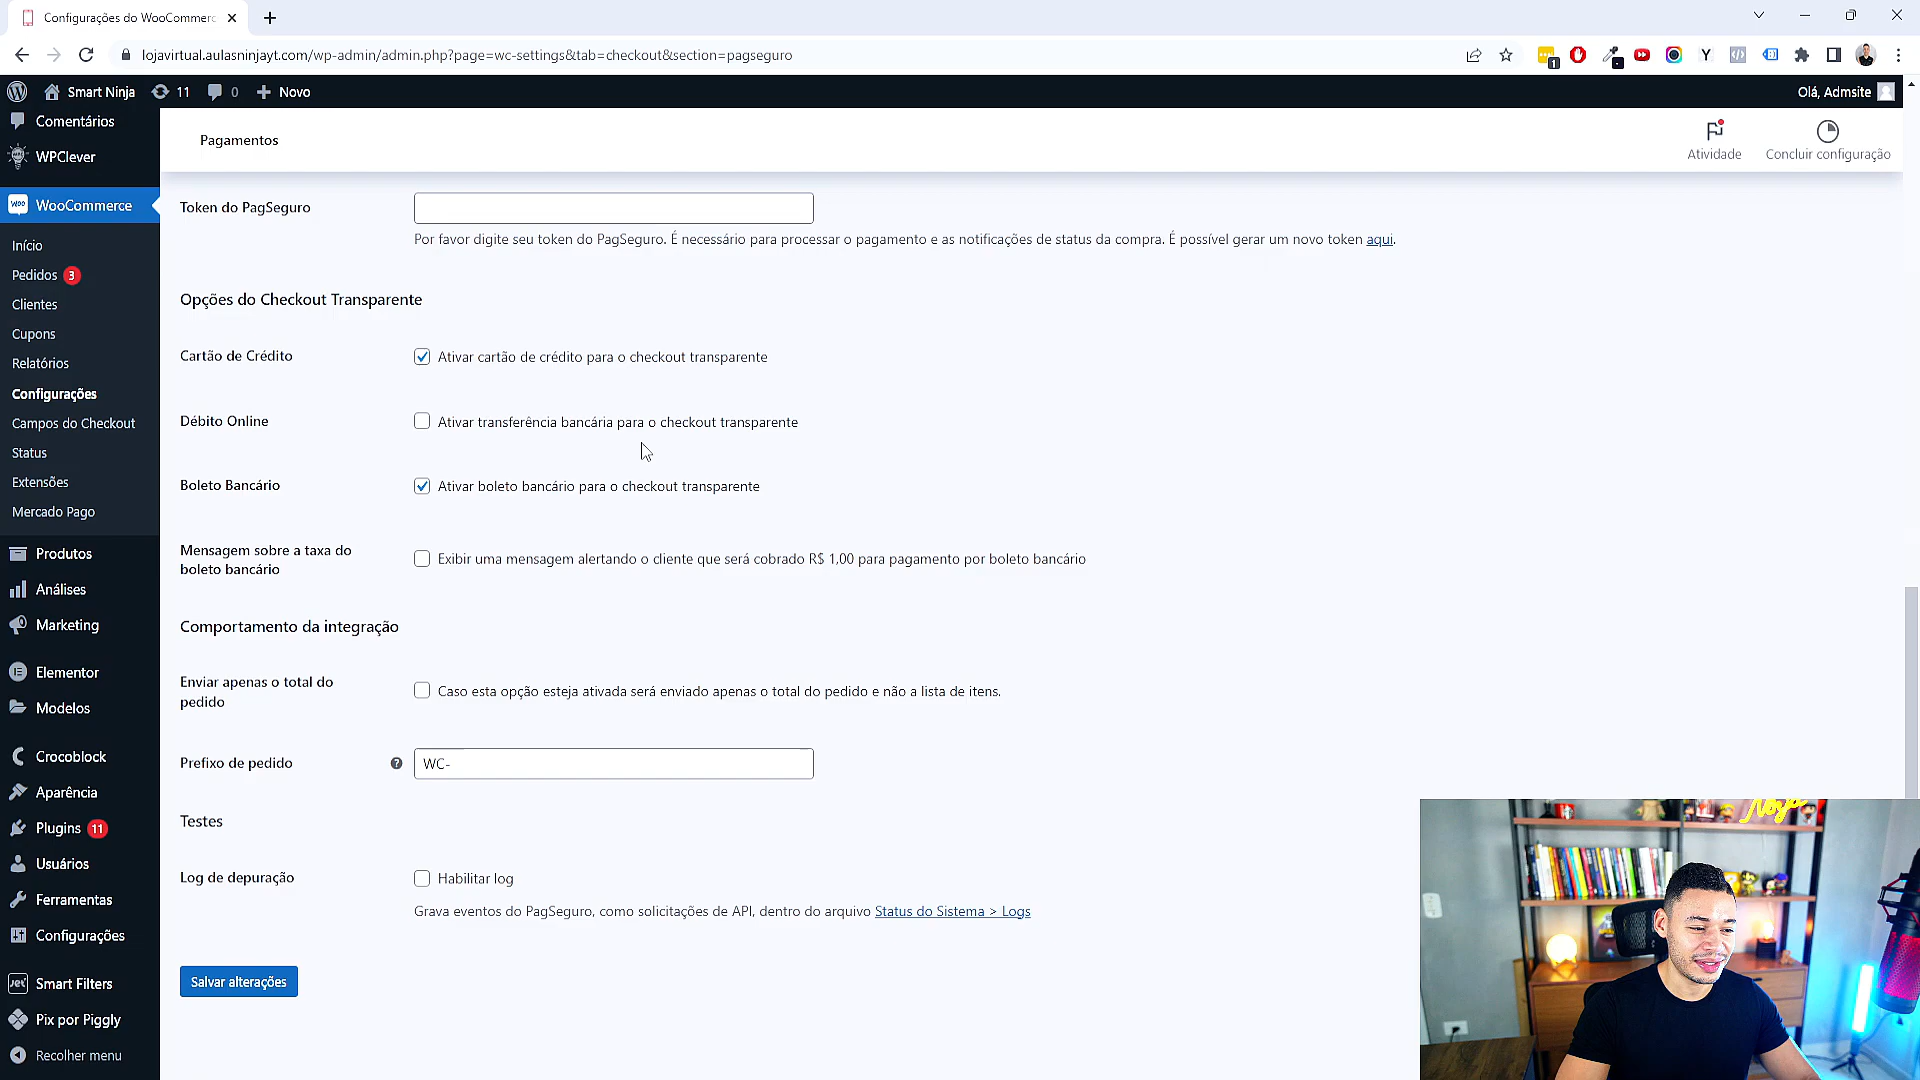 Configurações do WooCommerc
lojavirtual.aulasninjayt.com/wp-admin/admin.php?page=wc-settings&tab=checkout&section=pagseguro
1
Y
Smart Ninja
11
0
Novo
Olá, Admsite
Comentários
WPClever
Woo
WooCommerce
Início
Pedidos 3
Clientes
Cupons
Relatórios
Configurações
Campos do Checkout
Status
Extensões
Mercado Pago
Produtos
Análises
Marketing
Elementor
Modelos
Crocoblock
Aparência
Plugins 11
Usuários
Ferramentas
Configurações
Jet
Smart Filters
Pix por Piggly
Recolher menu
Pagamentos
Atividade
Concluir configuração
Token do PagSeguro
Por favor digite seu token do PagSeguro. É necessário para processar o pagamento e as notificações de status da compra. É possível gerar um novo token aqui.
Opções do Checkout Transparente
Cartão de Crédito
Ativar cartão de crédito para o checkout transparente
Débito Online
Ativar transferência bancária para o checkout transparente
Boleto Bancário
Ativar boleto bancário para o checkout transparente
Mensagem sobre a taxa do
boleto bancário
Exibir uma mensagem alertando o cliente que será cobrado R$ 1,00 para pagamento por boleto bancário
Comportamento da integração
Enviar apenas o total do
pedido
Caso esta opção esteja ativada será enviado apenas o total do pedido e não a lista de itens.
Prefixo de pedido
?
WC-
Testes
Log de depuração
Habilitar log
Grava eventos do PagSeguro, como solicitações de API, dentro do arquivo Status do Sistema > Logs
Salvar alterações